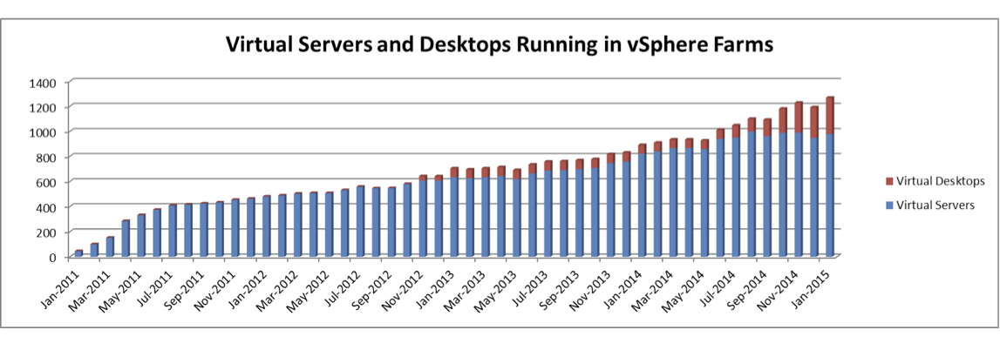 Virtual Servers and Desktops Running in vSphere Farms
1400
1200
1000
800
600
400
200
0
Virtual Desktops
Virtual Servers
Jan-2011
Mar-2011
May-2011
Jul-2011
Sep-2011
Nov-2011
Jan-2012
Mar-2012
May-2012
Jul-2012
Sep-2012
Nov-2012
Jan-2013
Mar-2013
May-2013
Jul-2013
Sep-2013
Nov-2013
Jan-2014
Mar-2014
May-2014
Jul-2014
Sep-2014
Nov-2014
Jan-2015